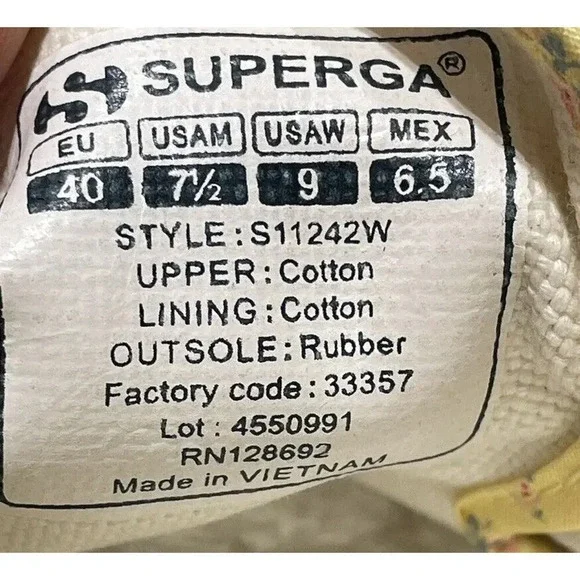 SUPERGA®
EU USAM USAW MEX
40 7½ 9 6.5
STYLE: S11242W
UPPER: Cotton
LINING: Cotton
OUTSOLE: Rubber
Factory code: 33357
Lot: 4550991
RN128692
Made in VIETNAM